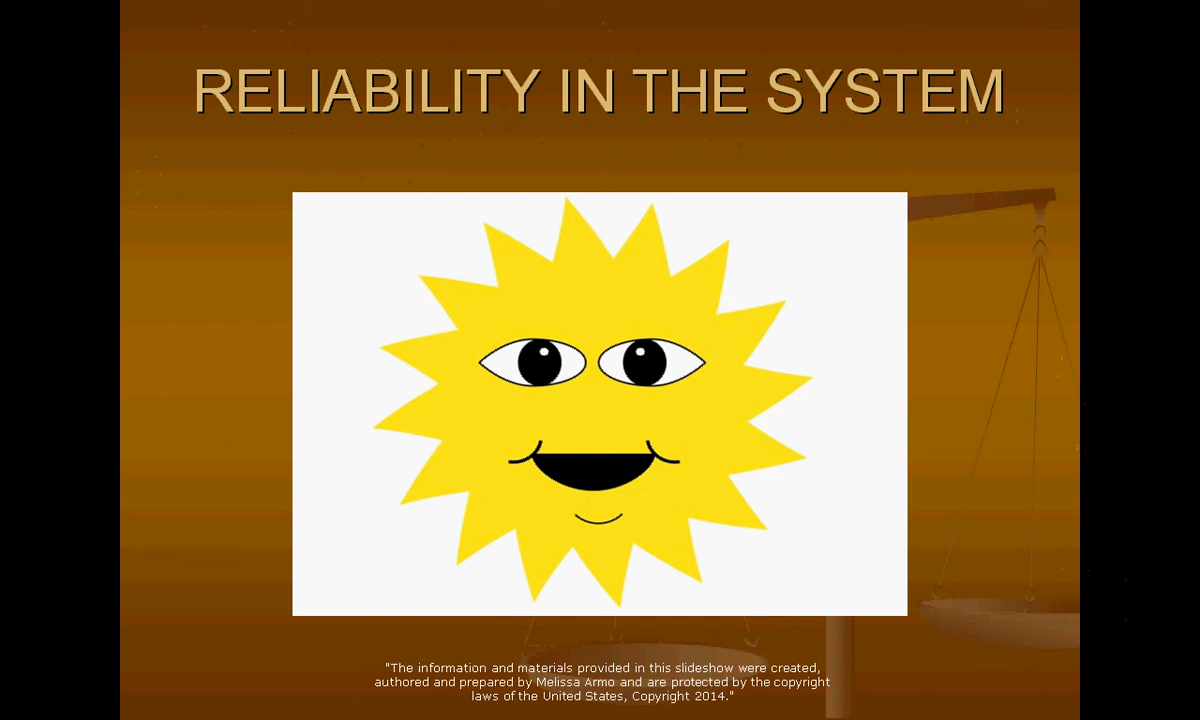 RELIABILITY IN THE SYSTEM
"The information and materials provided in this slideshow were created,
authored and prepared by Melissa Armo and are protected by the copyright
laws of the United States, Copyright 2014."